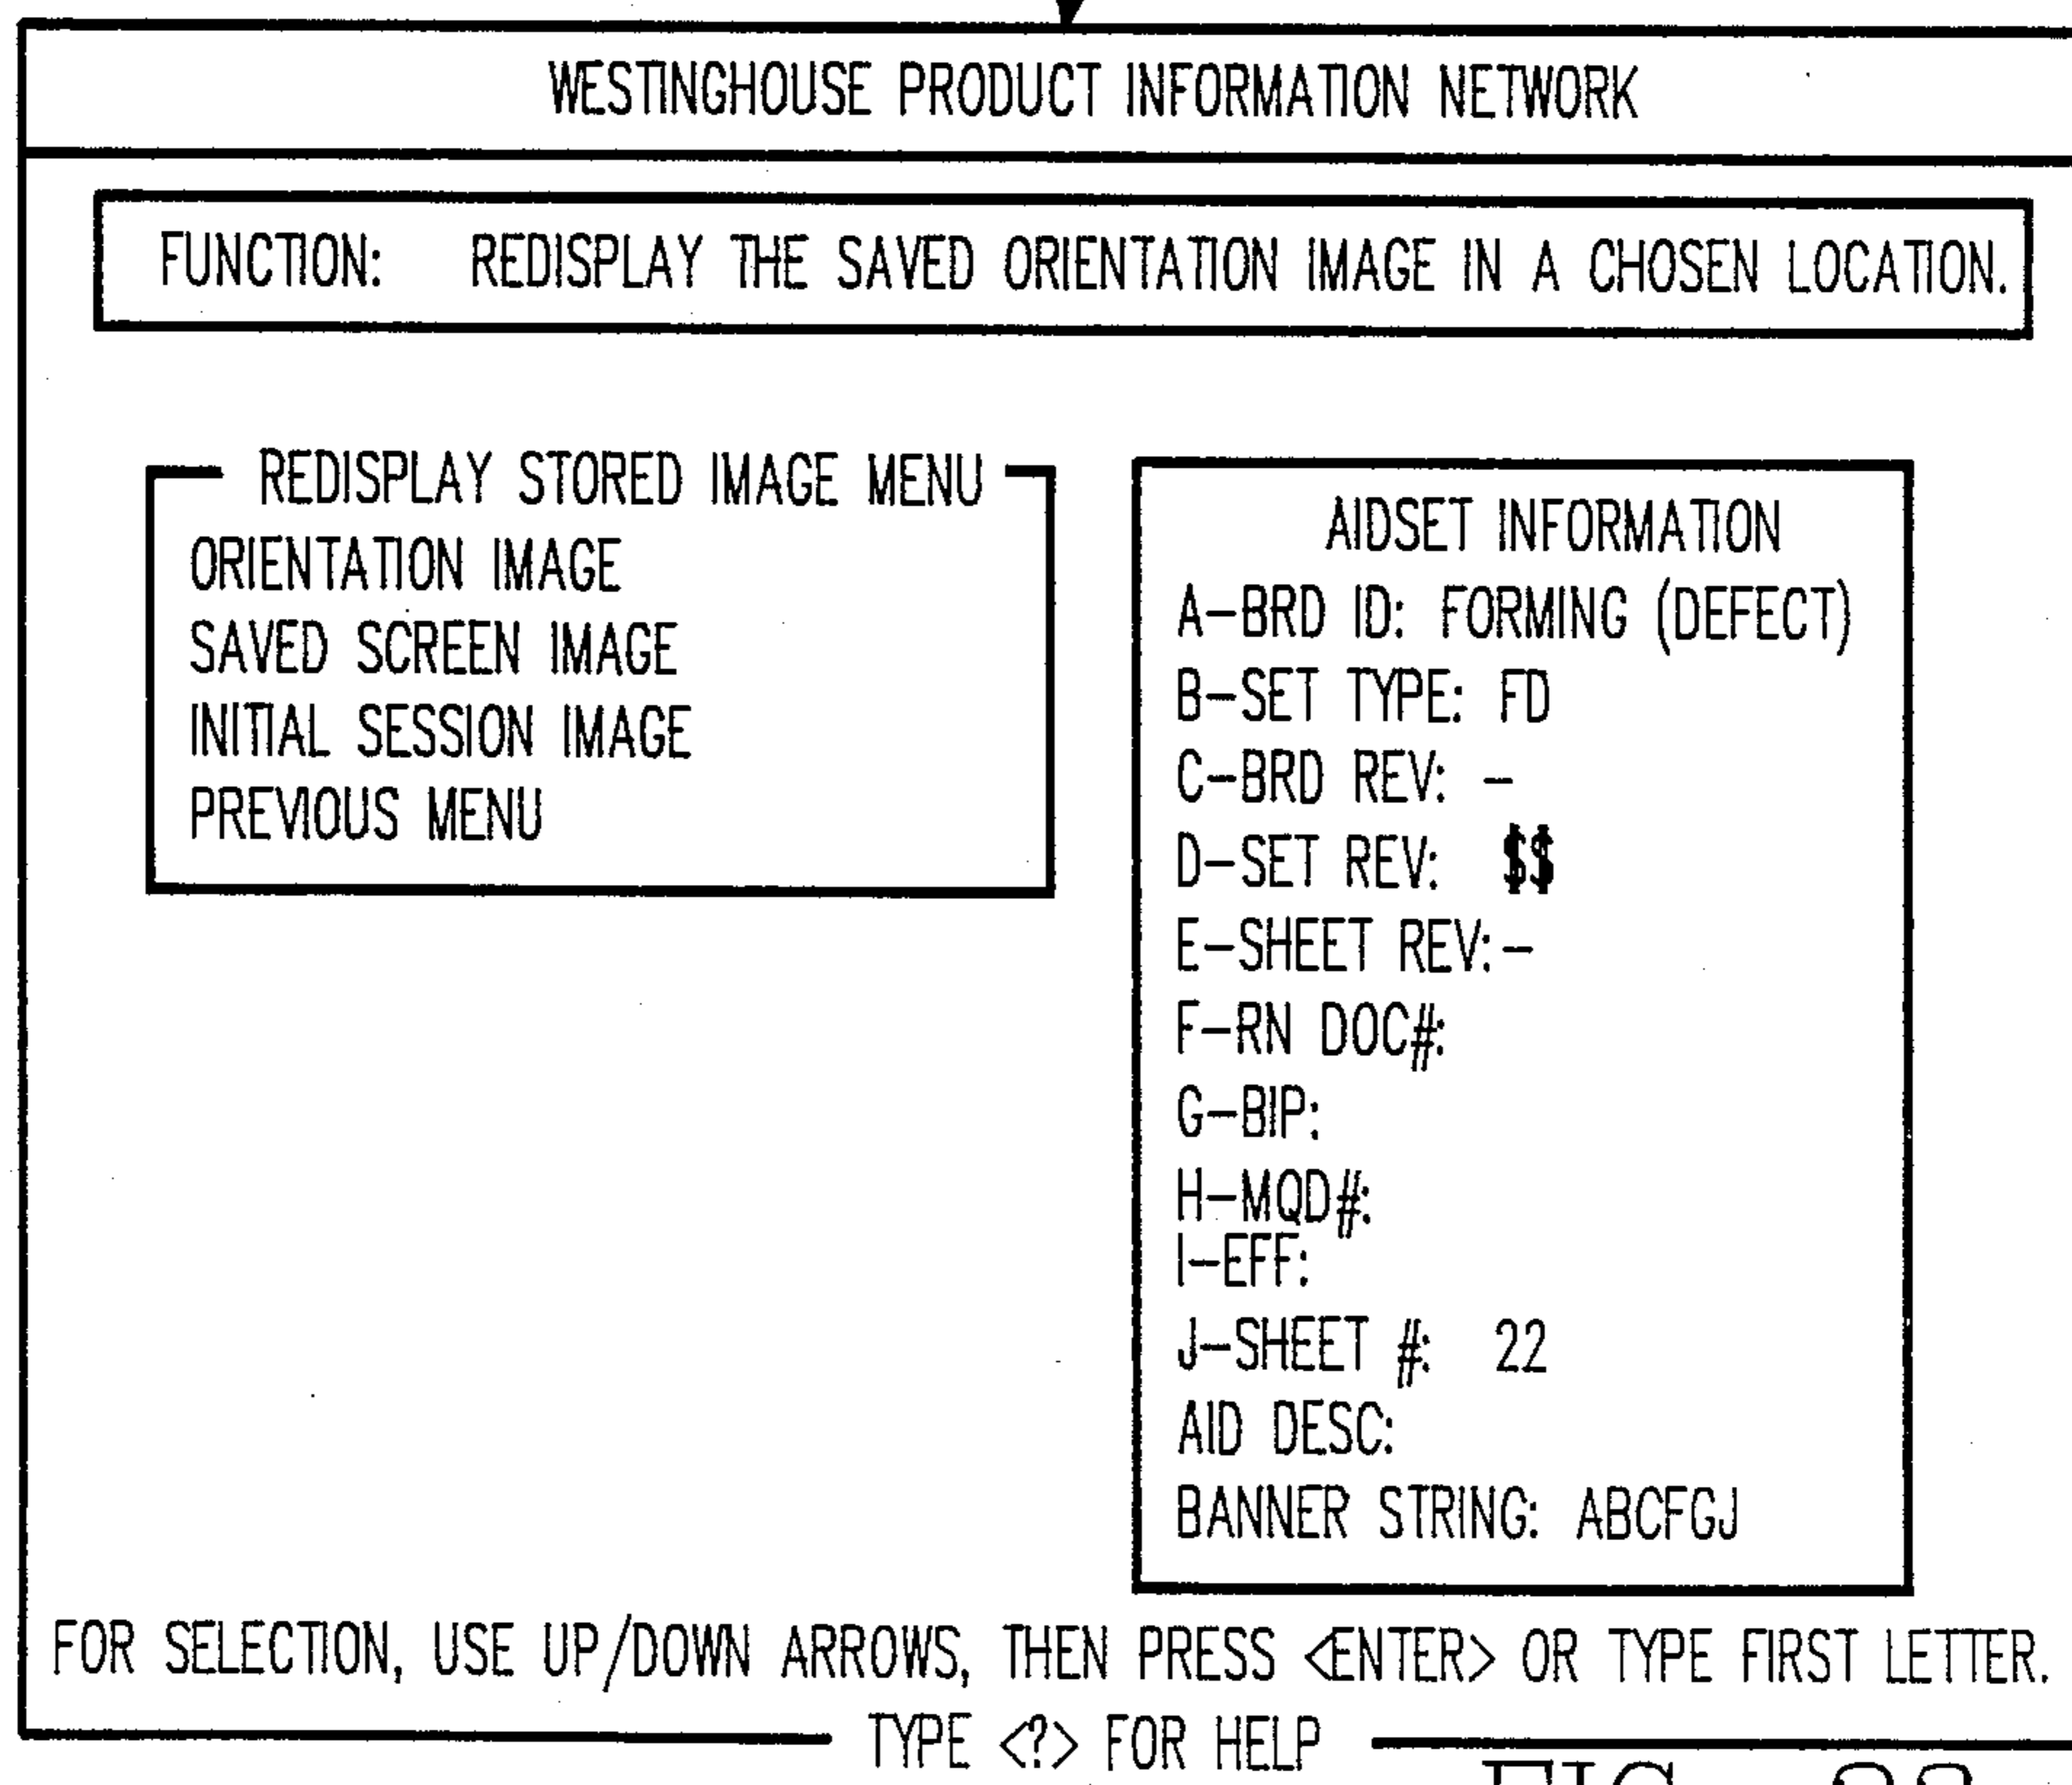 WESTINGHOUSE PRODUCT INFORMATION NETWORK
FUNCTION: REDISPLAY THE SAVED ORIENTATION IMAGE IN A CHOSEN LOCATION.
REDISPLAY STORED IMAGE MENU
ORIENTATION IMAGE
SAVED SCREEN IMAGE
INITIAL SESSION IMAGE
PREVIOUS MENU
AIDSET INFORMATION
A-BRD ID: FORMING (DEFECT)
B-SET TYPE: FD
C-BRD REV: -
D-SET REV: $$
E-SHEET REV:-
F-RN DOC#:
G-BIP:
H-MQD#:
I-EFF:
J-SHEET #: 22
AID DESC:
BANNER STRING: ABCFGJ
FOR SELECTION, USE UP/DOWN ARROWS, THEN PRESS <ENTER> OR TYPE FIRST LETTER.
TYPE <?> FOR HELP
FIG.